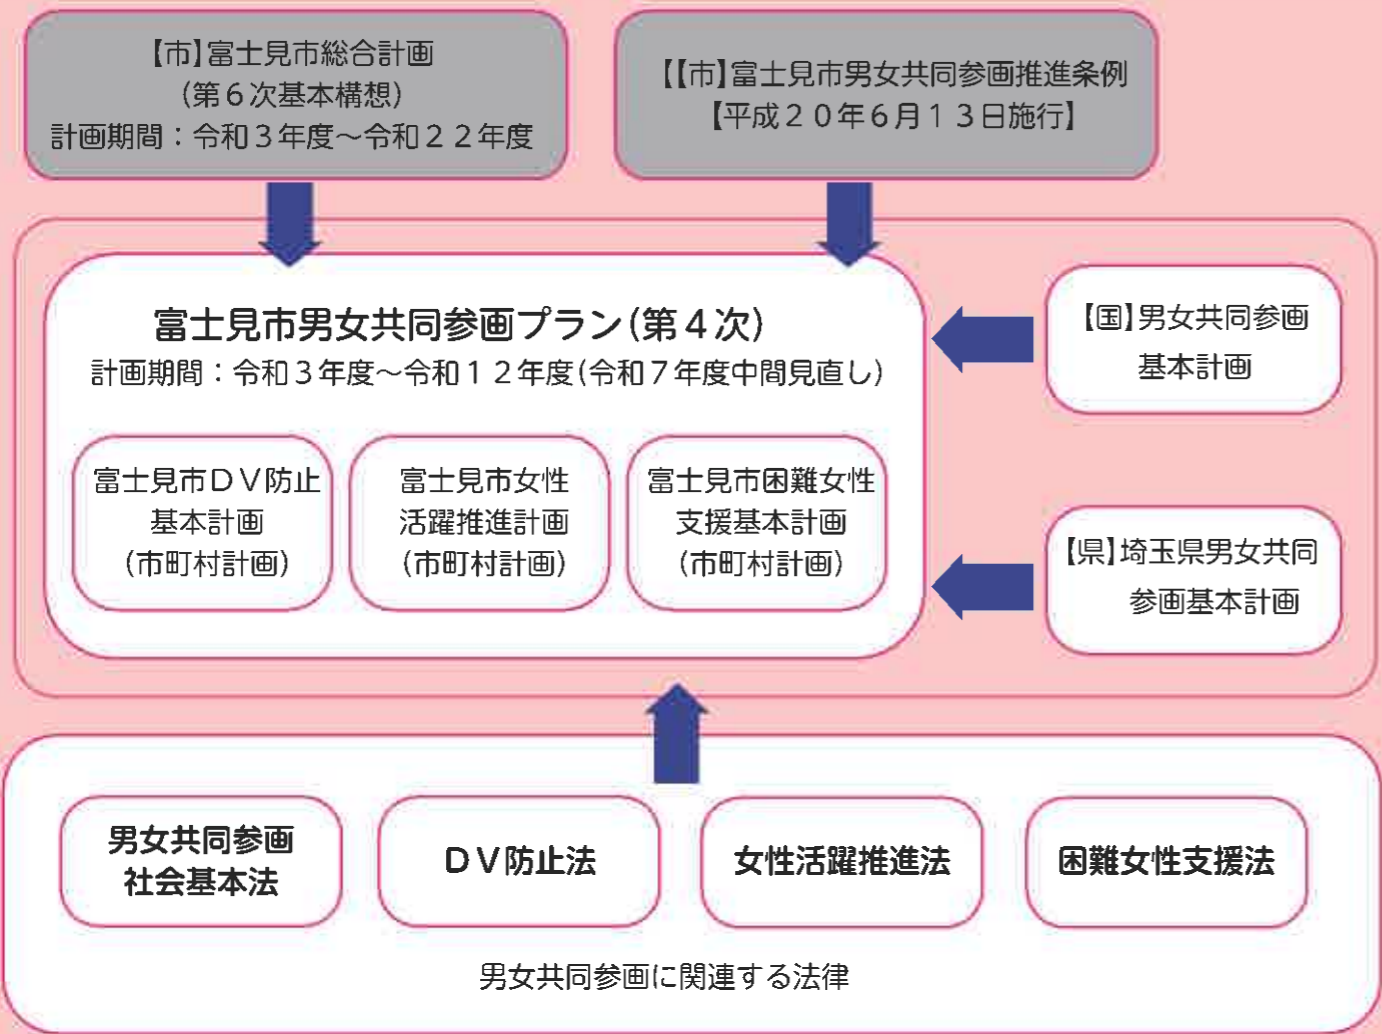 【市】富士見市総合計画
(第６次基本構想)
計画期間：令和３年度～令和２２年度
【【市】富士見市男女共同参画推進条例
【平成２０年６月１３日施行】
富士見市男女共同参画プラン(第４次)
計画期間：令和３年度～令和１２年度(令和７年度中間見直し)
富士見市ＤＶ防止
基本計画
(市町村計画)
富士見市女性
活躍推進計画
(市町村計画)
富士見市困難女性
支援基本計画
(市町村計画)
【国】男女共同参画
基本計画
【県】埼玉県男女共同
参画基本計画
男女共同参画
社会基本法
ＤＶ防止法
女性活躍推進法
困難女性支援法
男女共同参画に関連する法律